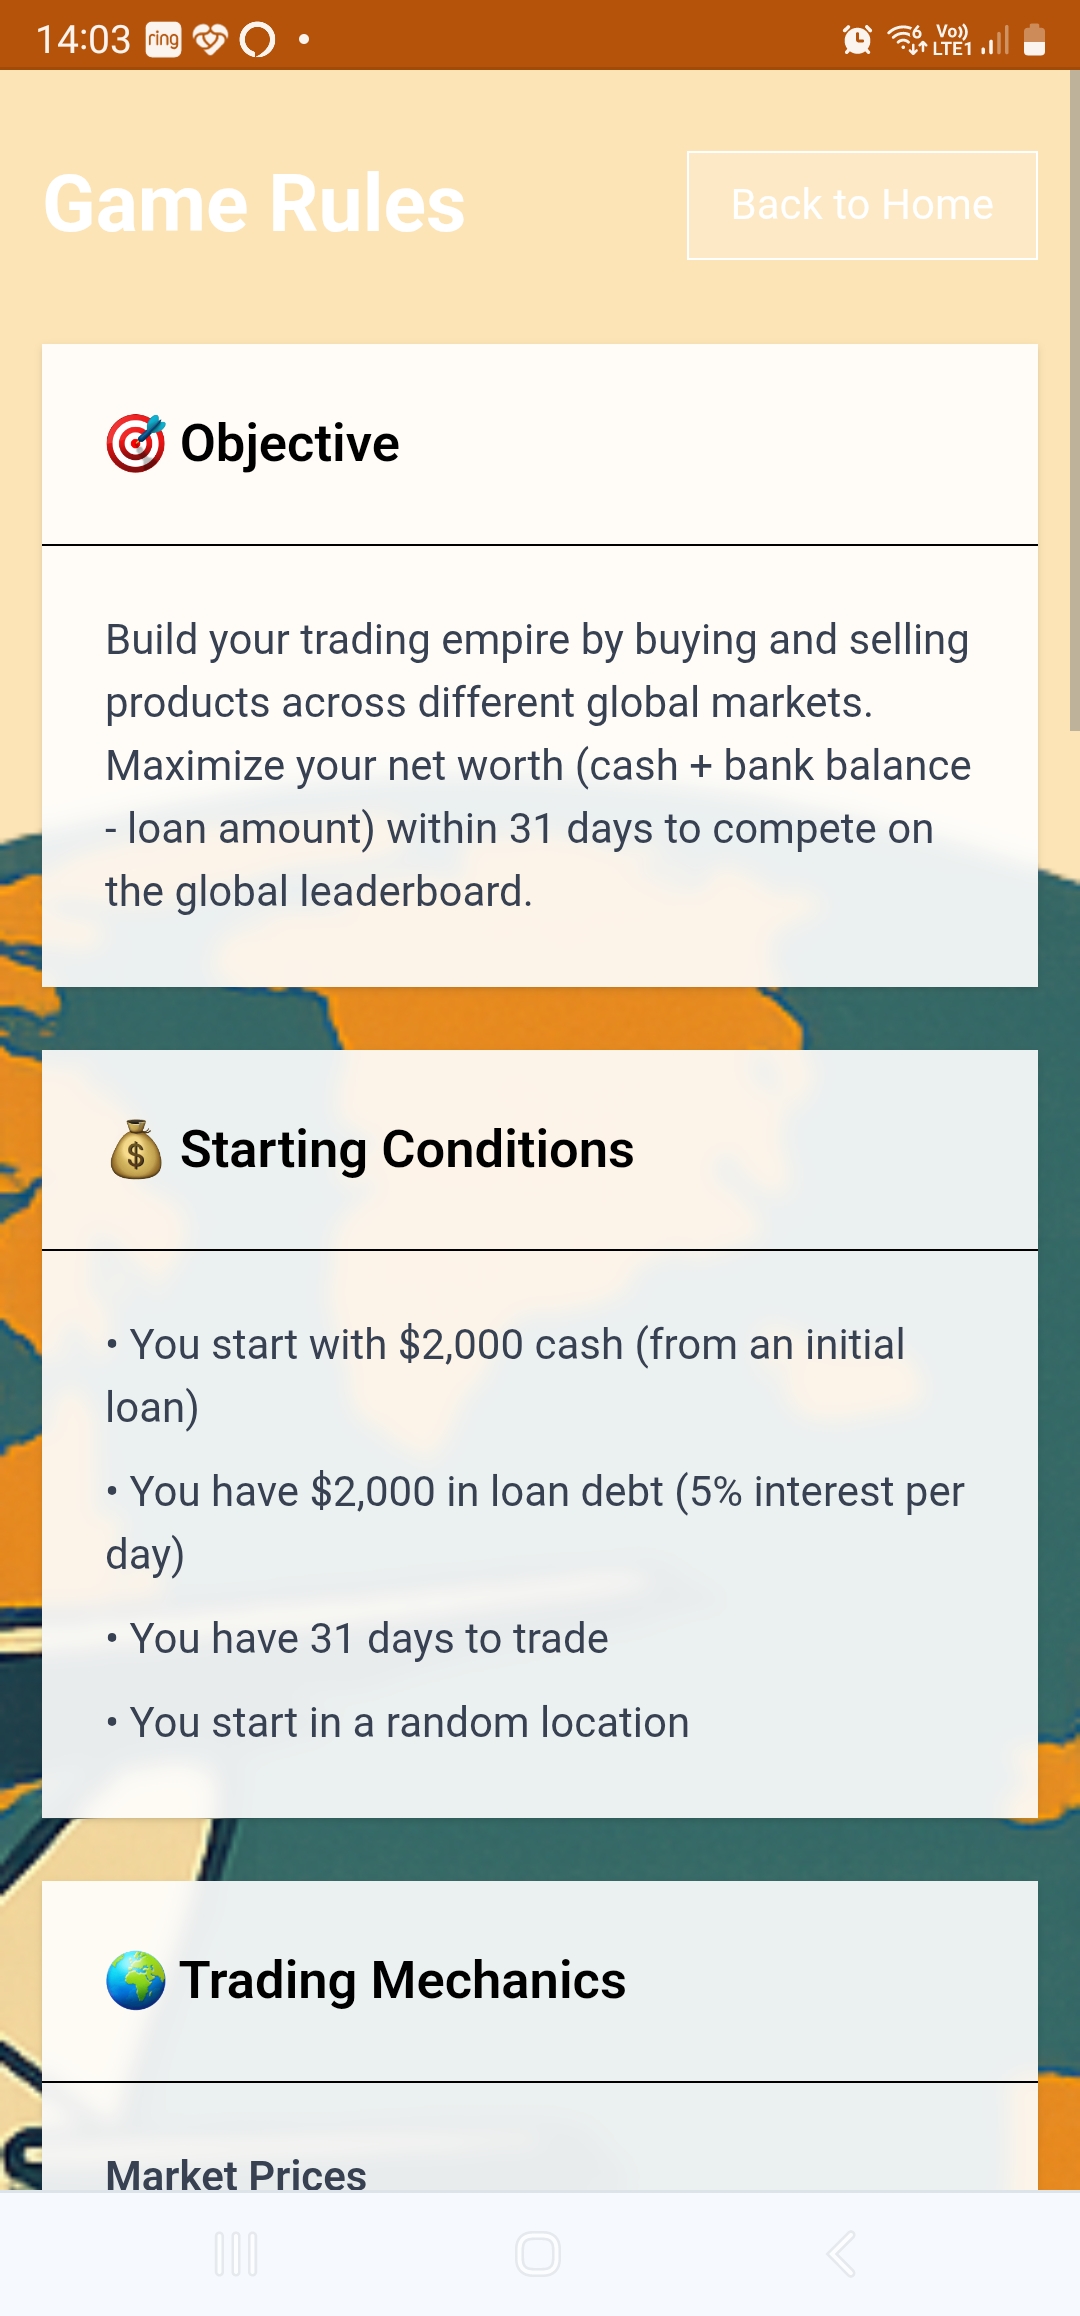 14:03 ring Vo)) LTE1
Game Rules
Back to Home
Objective
Build your trading empire by buying and selling
products across different global markets.
Maximize your net worth (cash + bank balance
- loan amount) within 31 days to compete on
the global leaderboard.
Starting Conditions
• You start with $2,000 cash (from an initial
loan)
• You have $2,000 in loan debt (5% interest per
day)
• You have 31 days to trade
• You start in a random location
Trading Mechanics
Market Prices